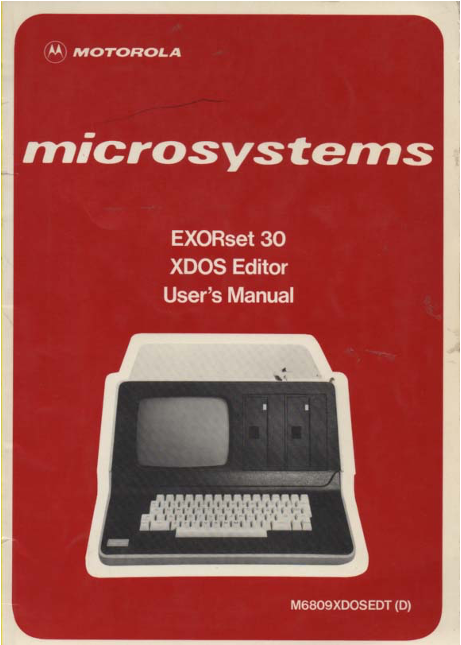 MOTOROLA
microsystems
EXORset 30
XDOS Editor
User's Manual
M6809XDOSEDT (D)